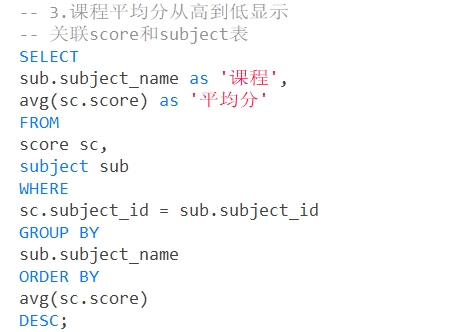 -- 3.课程平均分从高到低显示
-- 关联score和subject表
SELECT
sub.subject_name as '课程',
avg(sc.score) as '平均分'
FROM
score sc,
subject sub
WHERE
sc.subject_id = sub.subject_id
GROUP BY
sub.subject_name
ORDER BY
avg(sc.score)
DESC;